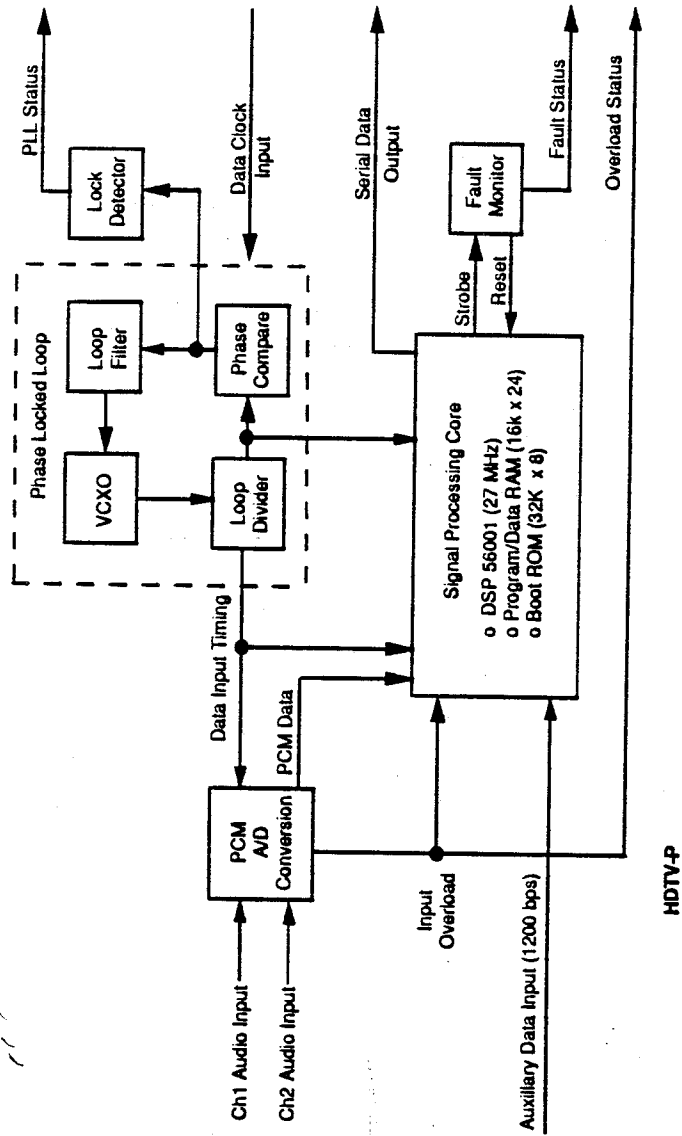 PLL Status
Lock
Detector
Data Clock
Input
Phase Locked Loop
Loop
Filter
Phase
Compare
VCXO
Loop
Divider
Data Input Timing
PCM Data
PCM
A/D
Conversion
Ch1 Audio Input
Ch2 Audio Input
Serial Data
Output
Fault
Monitor
Fault Status
Strobe
Reset
Signal Processing Core
o DSP 56001 (27 MHz)
o Program/Data RAM (16k x 24)
o Boot ROM (32K x 8)
Overload Status
Input
Overload
Auxillary Data Input (1200 bps)
HDTV-P